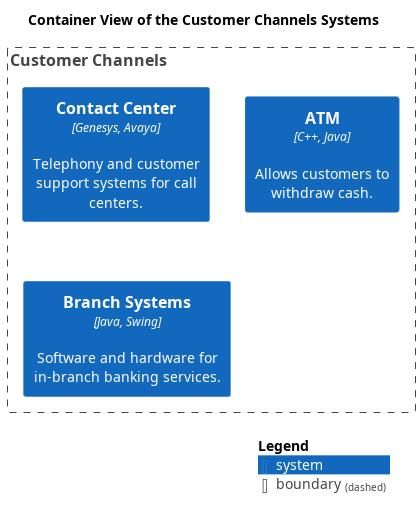 Container View of the Customer Channels Systems
Customer Channels
Contact Center
[Genesys, Avaya]
Telephony and customer
support systems for call
centers.
ATM
[C++, Java]
Allows customers to
withdraw cash.
Branch Systems
[Java, Swing]
Software and hardware for
in-branch banking services.
Legend
system
boundary (dashed)